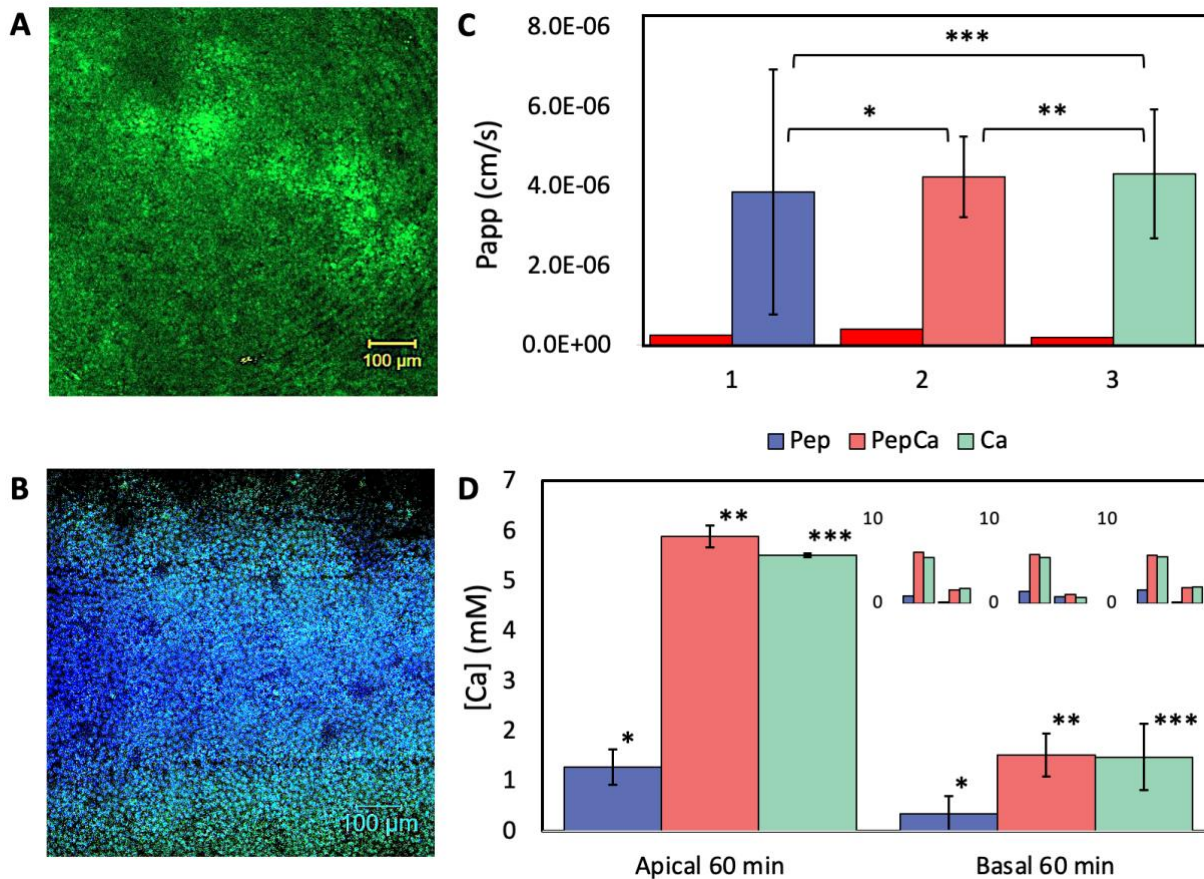 A
100 µm
B
100 µm
C
Papp (cm/s)
8.0E-06
6.0E-06
4.0E-06
2.0E-06
0.0E+00
***
*
**
1 2 3
Pep PepCa Ca
D
[Ca] (mM)
7
6
5
4
3
2
1
0
*
**
***
*
**
***
10 10 10
0 0 0
Apical 60 min Basal 60 min